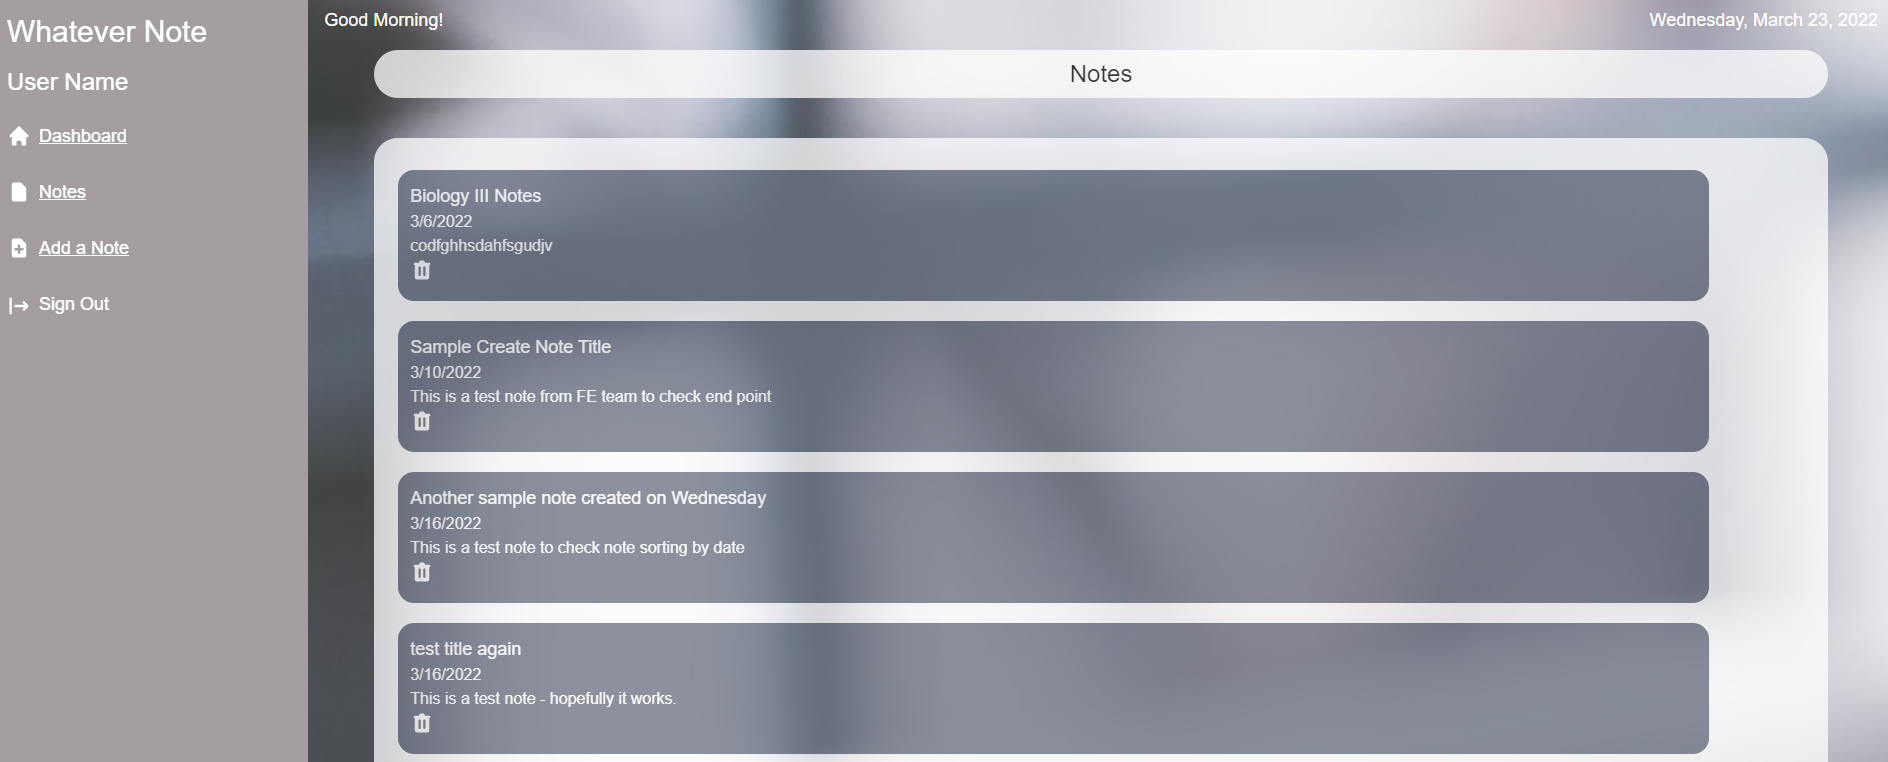 Whatever Note
User Name
Dashboard
Notes
Add a Note
Sign Out
Good Morning!
Wednesday, March 23, 2022
Notes
Biology III Notes
3/6/2022
codfghhsdahfsgudjv
Sample Create Note Title
3/10/2022
This is a test note from FE team to check end point
Another sample note created on Wednesday
3/16/2022
This is a test note to check note sorting by date
test title again
3/16/2022
This is a test note - hopefully it works.